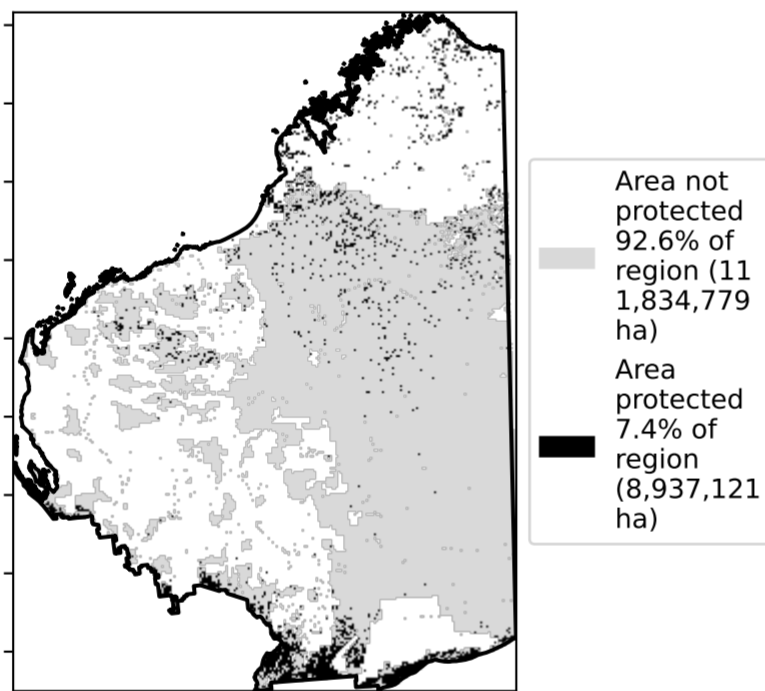 Area not
protected
92.6% of
region (11
1,834,779
ha)
Area
protected
7.4% of
region
(8,937,121
ha)